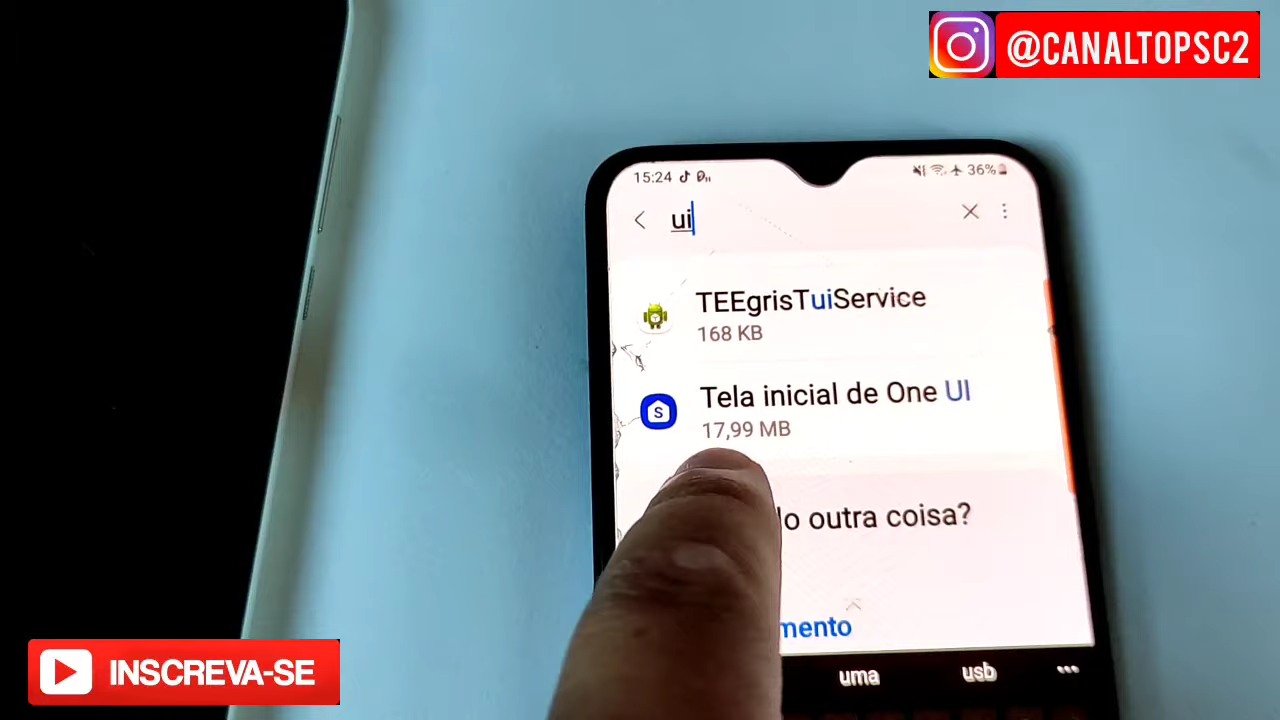 @CANALTOPSC2
15:24
36%
ui
TEEgrisTuiService
168 KB
Tela inicial de One UI
17,99 MB
outra coisa?
uma
usb
INSCREVA-SE